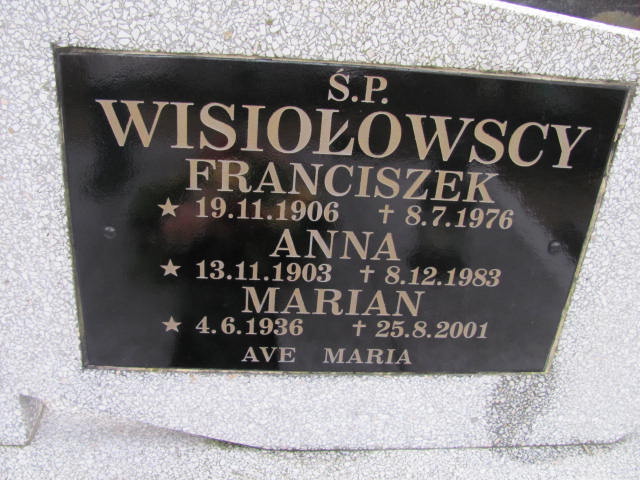 Ś.P.
WISIOŁOWSCY
FRANCISZEK
★ 19.11.1906 ✝ 8.7.1976
ANNA
★ 13.11.1903 ✝ 8.12.1983
MARIAN
★ 4.6.1936 ✝ 25.8.2001
AVE MARIA